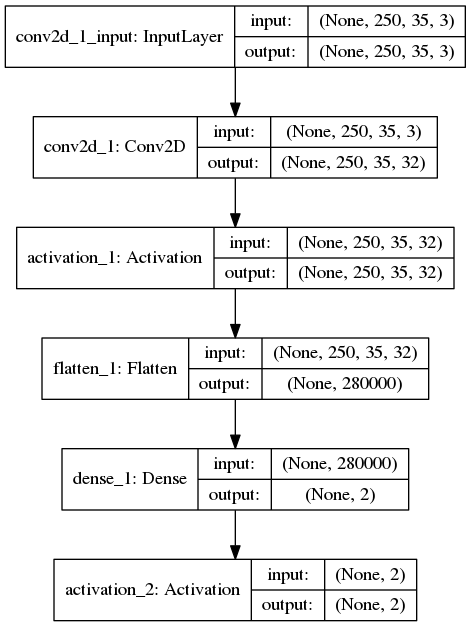 conv2d_1_input: InputLayer
input:
(None, 250, 35, 3)
output:
(None, 250, 35, 3)
conv2d_1: Conv2D
input:
(None, 250, 35, 3)
output:
(None, 250, 35, 32)
activation_1: Activation
input:
(None, 250, 35, 32)
output:
(None, 250, 35, 32)
flatten_1: Flatten
input:
(None, 250, 35, 32)
output:
(None, 280000)
dense_1: Dense
input:
(None, 280000)
output:
(None, 2)
activation_2: Activation
input:
(None, 2)
output:
(None, 2)